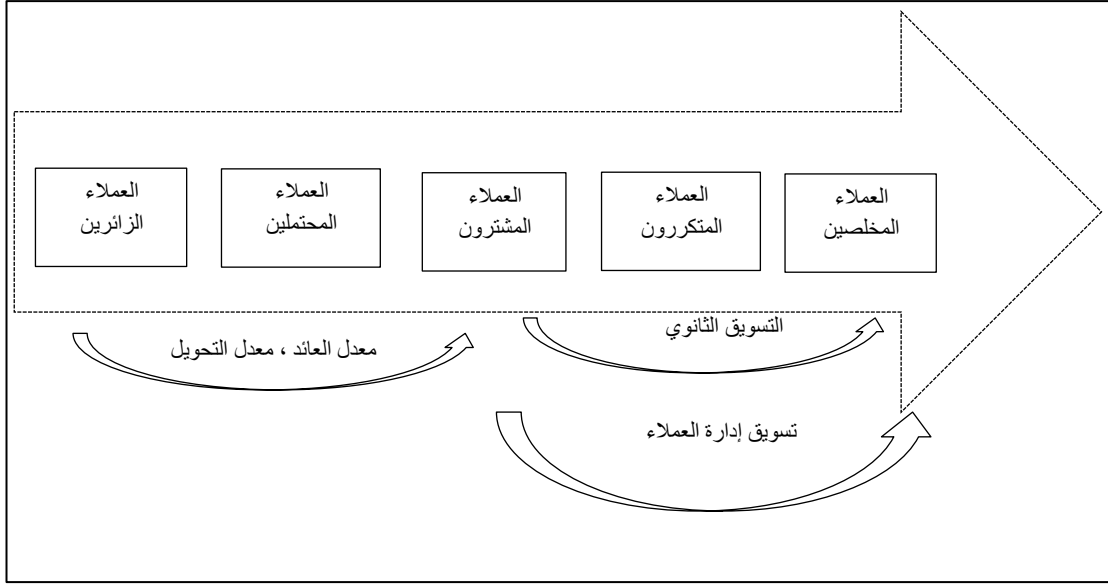 العملاء
الزائرين
العملاء
المحتملين
العملاء
المشترون
العملاء
المتكررون
العملاء
المخلصين
معدل العائد ، معدل التحويل
التسويق الثانوي
تسويق إدارة العملاء